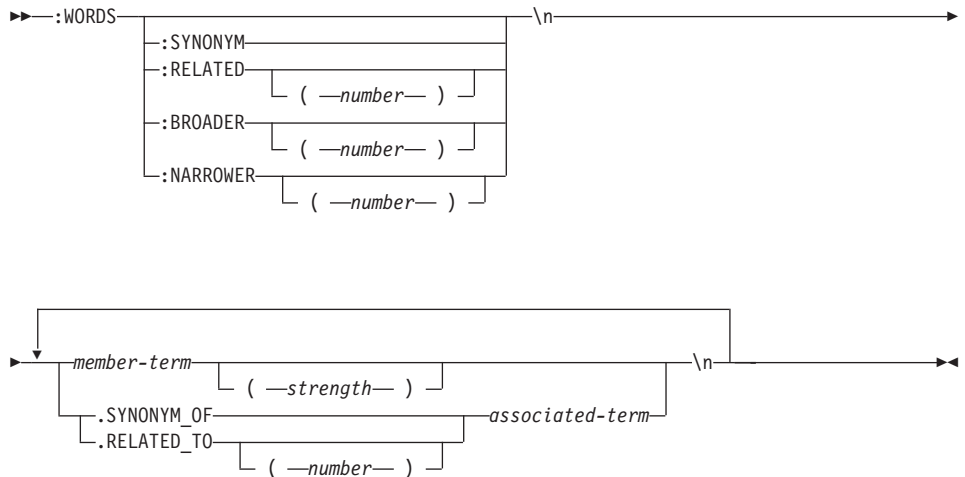 :WORDS \n
:SYNONYM
:RELATED
( number )
:BROADER
( number )
:NARROWER
( number )
member-term \n
( strength )
.SYNONYM_OF associated-term
.RELATED_TO
( number )